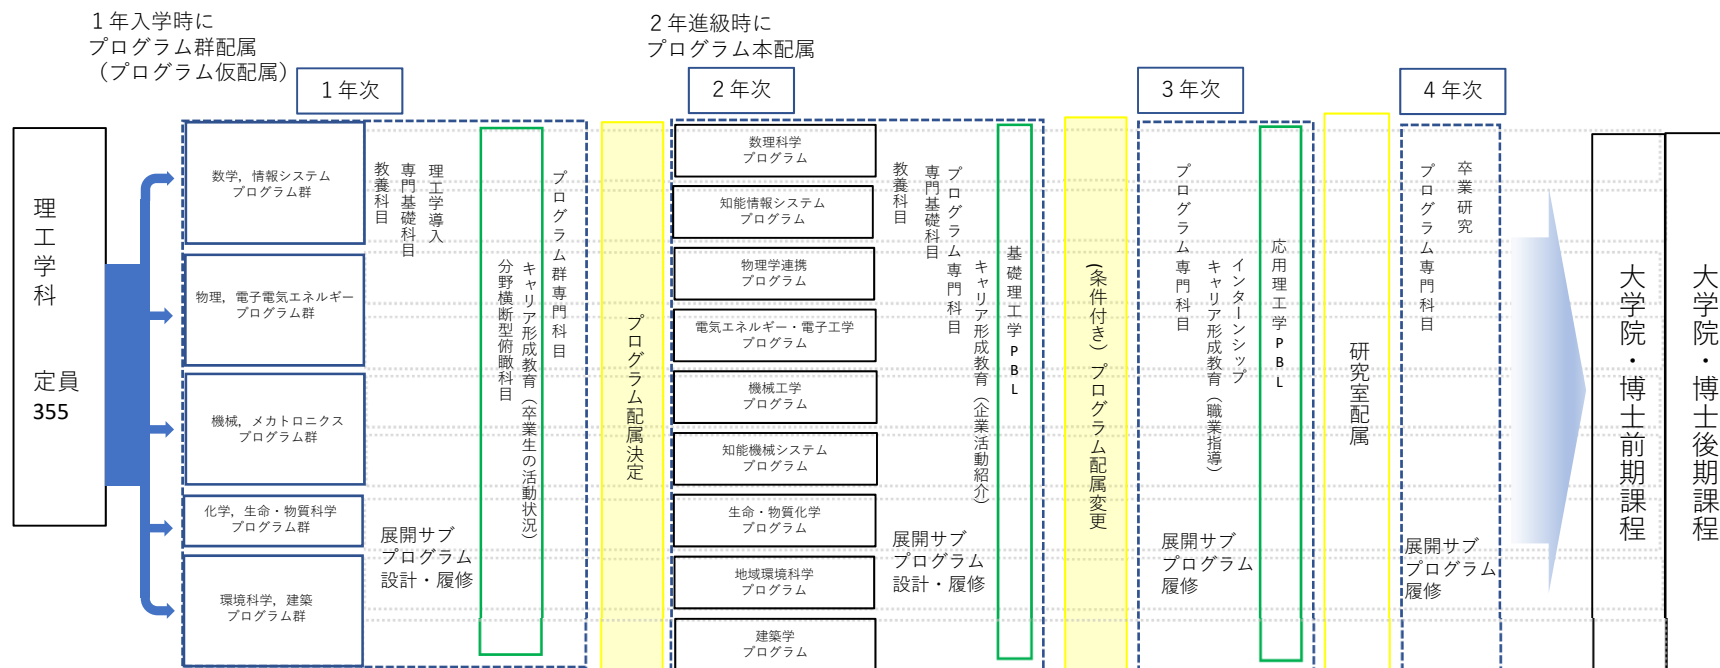 １年入学時に
プログラム群配属
（プログラム仮配属）
２年進級時に
プログラム本配属
１年次
２年次
３年次
４年次
理工学科
定員
355
数学，情報システム
プログラム群
物理，電子電気エネルギー
プログラム群
機械，メカトロニクス
プログラム群
化学，生命・物質科学
プログラム群
環境科学，建築
プログラム群
教養科目
専門基礎科目
理工学導入
展開サブ
プログラム
設計・履修
分野横断型俯瞰科目
キャリア形成教育（卒業生の活動状況）
プログラム群専門科目
プログラム配属決定
数理科学
プログラム
知能情報システム
プログラム
物理学連携
プログラム
電気エネルギー・電子工学
プログラム
機械工学
プログラム
知能機械システム
プログラム
生命・物質化学
プログラム
地域環境科学
プログラム
建築学
プログラム
教養科目
専門基礎科目
プログラム専門科目
キャリア形成教育（企業活動紹介）
基礎理工学PBL
展開サブ
プログラム
設計・履修
（条件付き）プログラム配属変更
プログラム専門科目
キャリア形成教育（職業指導）
インターンシップ
応用理工学PBL
展開サブ
プログラム
履修
研究室配属
プログラム専門科目
卒業研究
展開サブ
プログラム
履修
大学院・博士前期課程
大学院・博士後期課程